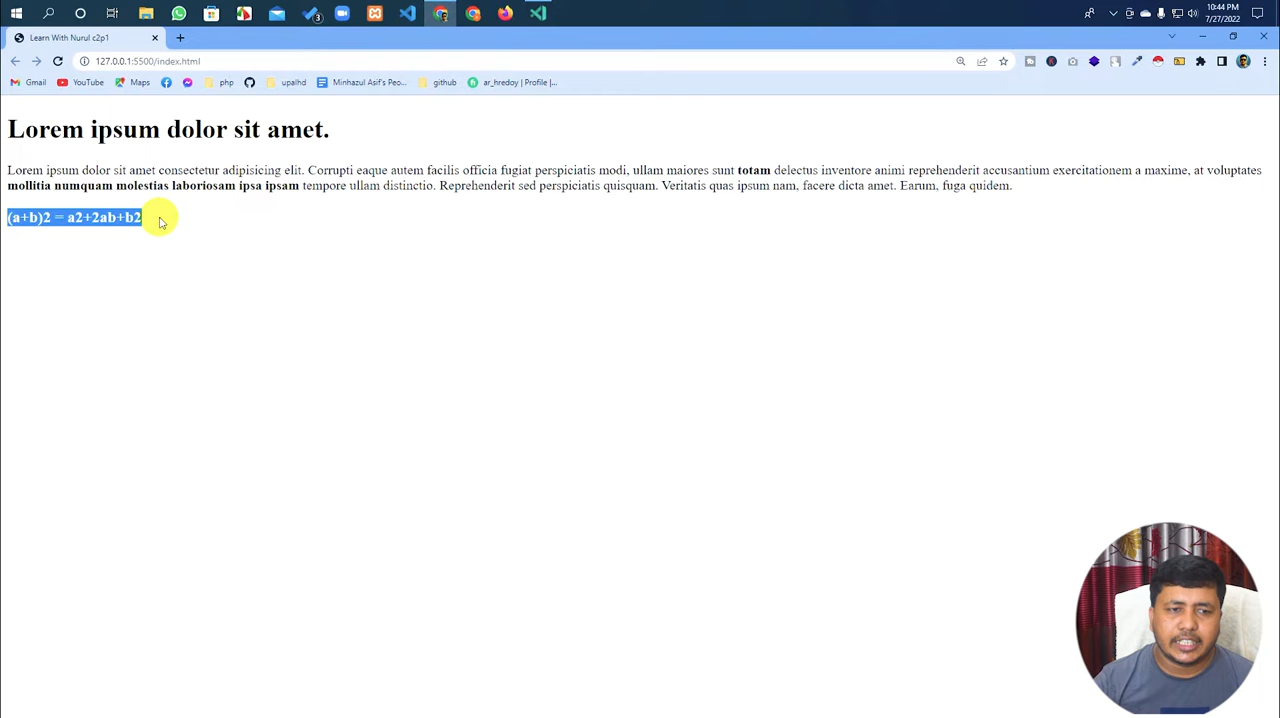 10:44 PM
7/27/2022
3
Learn With Nurul c2p1
127.0.0.1:5500/index.html
Gmail YouTube Maps php upalhd Minhazul Asif's Peo... github ar_hredoy | Profile |...
Lorem ipsum dolor sit amet.
Lorem ipsum dolor sit amet consectetur adipisicing elit. Corrupti eaque autem facilis officia fugiat perspiciatis modi, ullam maiores sunt totam delectus inventore animi reprehenderit accusantium exercitationem a maxime, at voluptates
mollitia numquam molestias laboriosam ipsa ipsam tempore ullam distinctio. Reprehenderit sed perspiciatis quisquam. Veritatis quas ipsum nam, facere dicta amet. Earum, fuga quidem.
(a+b)2 = a2+2ab+b2